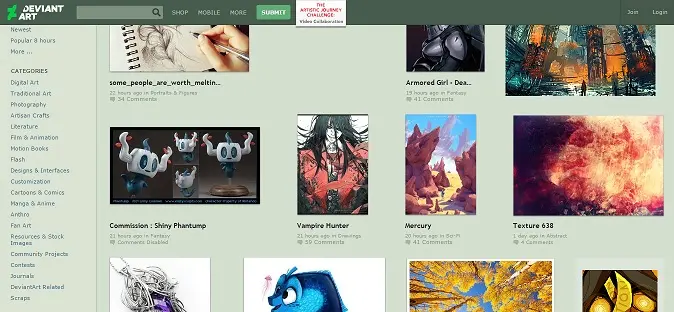 DEVIANT
ART
SHOP
MOBILE
MORE
SUBMIT
THE
ARTISTIC JOURNEY
CHALLENGE:
Video Collaboration
Join
Login
Newest
Popular 8 hours
More ...
CATEGORIES
Digital Art
Traditional Art
Photography
Artisan Crafts
Literature
Film & Animation
Motion Books
Flash
Designs & Interfaces
Customization
Cartoons & Comics
Manga & Anime
Anthro
Fan Art
Resources & Stock
Images
Community Projects
Contests
Journals
DeviantArt Related
Scraps
some_people_are_worth_meltin...
22 hours ago in Portraits & Figures
34 Comments
Armored Girl - Dea...
19 hours ago in Fantasy
41 Comments
Commission : Shiny Phantump
21 hours ago in Fantasy
Comments Disabled
Vampire Hunter
21 hours ago in Drawings
59 Comments
Mercury
20 hours ago in Sci-Fi
41 Comments
Texture 638
1 day ago in Abstract
4 Comments